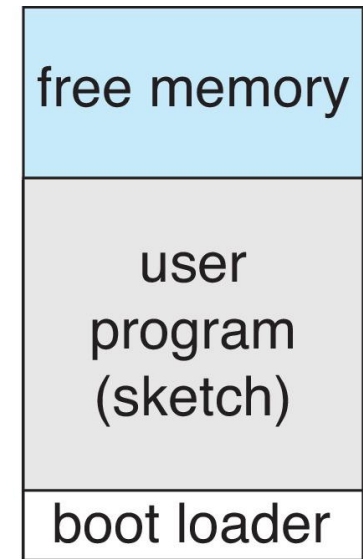 free memory
user
program
(sketch)
boot loader